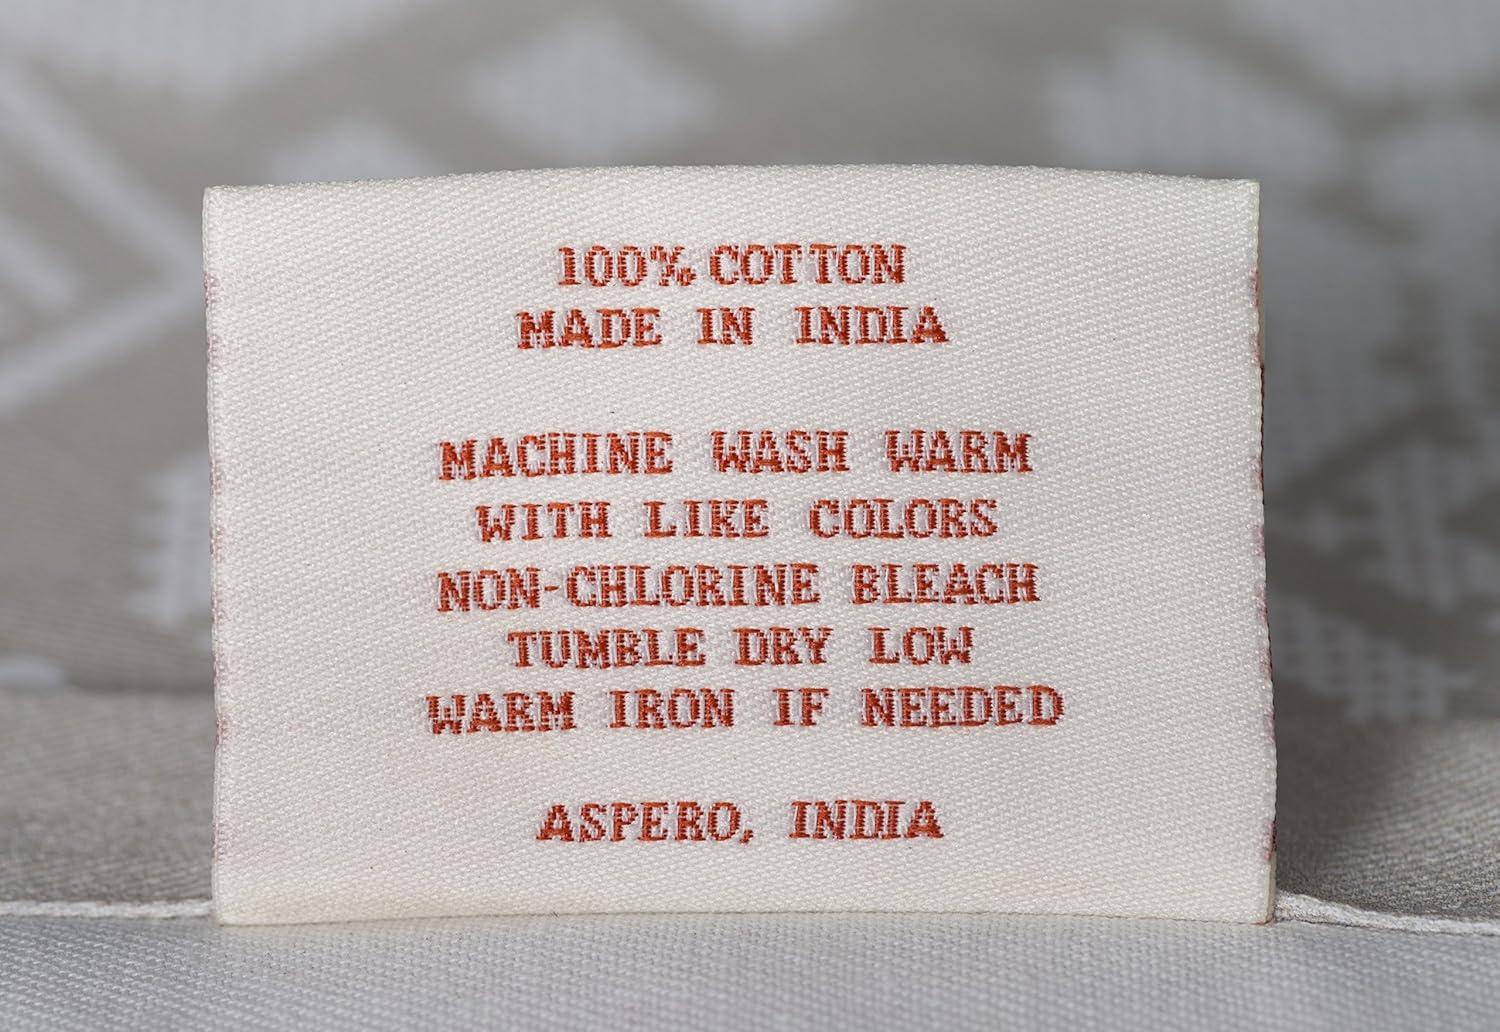 100% COTTON
MADE IN INDIA
MACHINE WASH WARM
WITH LIKE COLORS
NON-CHLORINE BLEACH
TUMBLE DRY LOW
WARM IRON IF NEEDED
ASPERO, INDIA